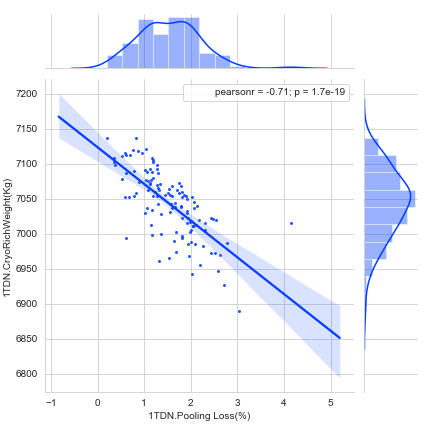 pearsonr = -0.71; p = 1.7e-19
7200
7150
7100
7050
7000
6950
6900
6850
6800
1TDN.CryoRichWeight(Kg)
−1 0 1 2 3 4 5
1TDN.Pooling Loss(%)